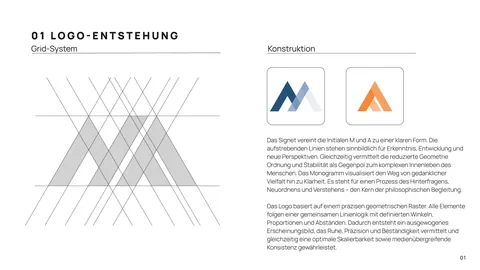 01 LOGO-ENTSTEHUNG
Grid-System
Konstruktion
Das Signet vereint die Initialen M und A zu einer klaren Form. Die
aufstrebenden Linien stehen sinnbildlich für Erkenntnis, Entwicklung und
neue Perspektiven. Gleichzeitig vermittelt die reduzierte Geometrie
Ordnung und Stabilität als Gegenpol zum komplexen Innenleben des
Menschen. Das Monogramm visualisiert den Weg von gedanklicher
Vielfalt hin zu Klarheit. Es steht für einen Prozess des Hinterfragens,
Neuordnens und Verstehens – den Kern der philosophischen Begleitung.
Das Logo basiert auf einem präzisen geometrischen Raster. Alle Elemente
folgen einer gemeinsamen Linienlogik mit definierten Winkeln,
Proportionen und Abständen. Dadurch entsteht ein ausgewogenes
Erscheinungsbild, das Ruhe, Präzision und Beständigkeit vermittelt und
gleichzeitig eine optimale Skalierbarkeit sowie medienübergreifende
Konsistenz gewährleistet.
01